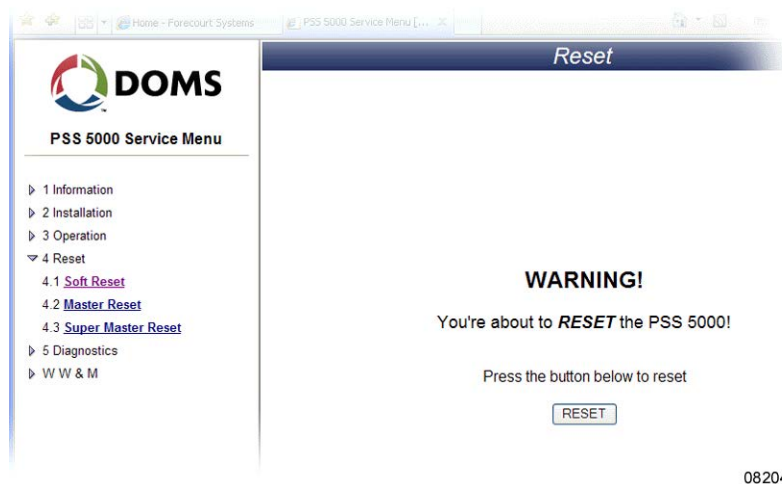 Home - Forecourt Systems
PSS 5000 Service Menu [...
Reset
DOMS
PSS 5000 Service Menu
1 Information
2 Installation
3 Operation
4 Reset
4.1 Soft Reset
4.2 Master Reset
4.3 Super Master Reset
5 Diagnostics
W W & M
WARNING!
You're about to RESET the PSS 5000!
Press the button below to reset
RESET
08204